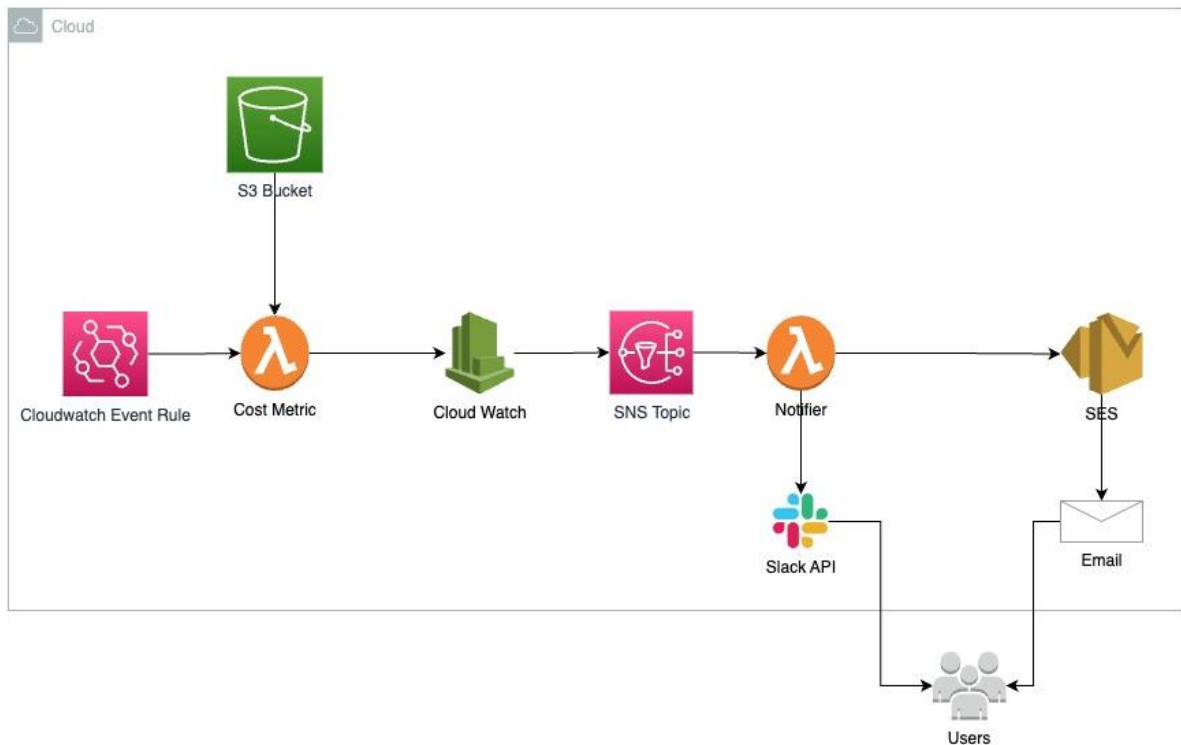 Cloud
S3 Bucket
Cloudwatch Event Rule
Cost Metric
Cloud Watch
SNS Topic
Notifier
SES
Slack API
Email
Users